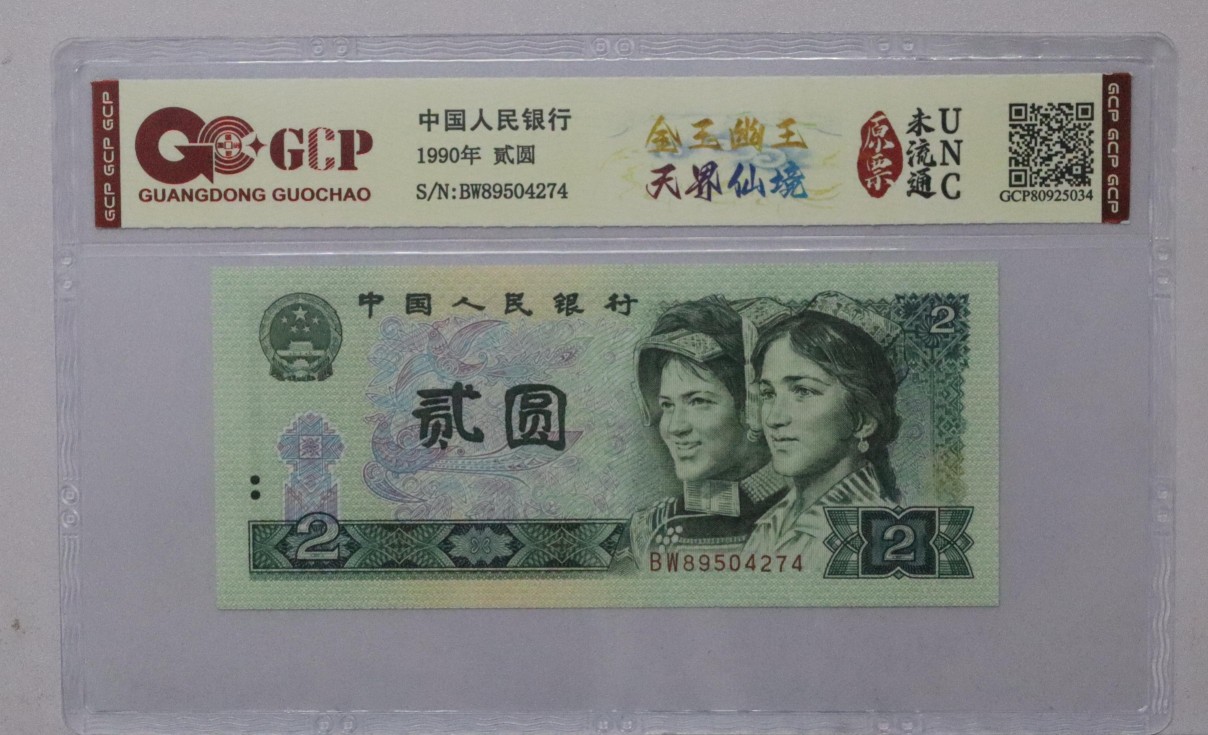 GCP GCP GCP
GCP
GUANGDONG GUOCHAO
中国人民银行
1990年 贰圆
S/N:BW89504274
金玉幽王
天界仙境
原票
未流通
UNC
GCP80925034
GCP GCP GCP
中国人民银行
2
贰圆
2
2
BW89504274